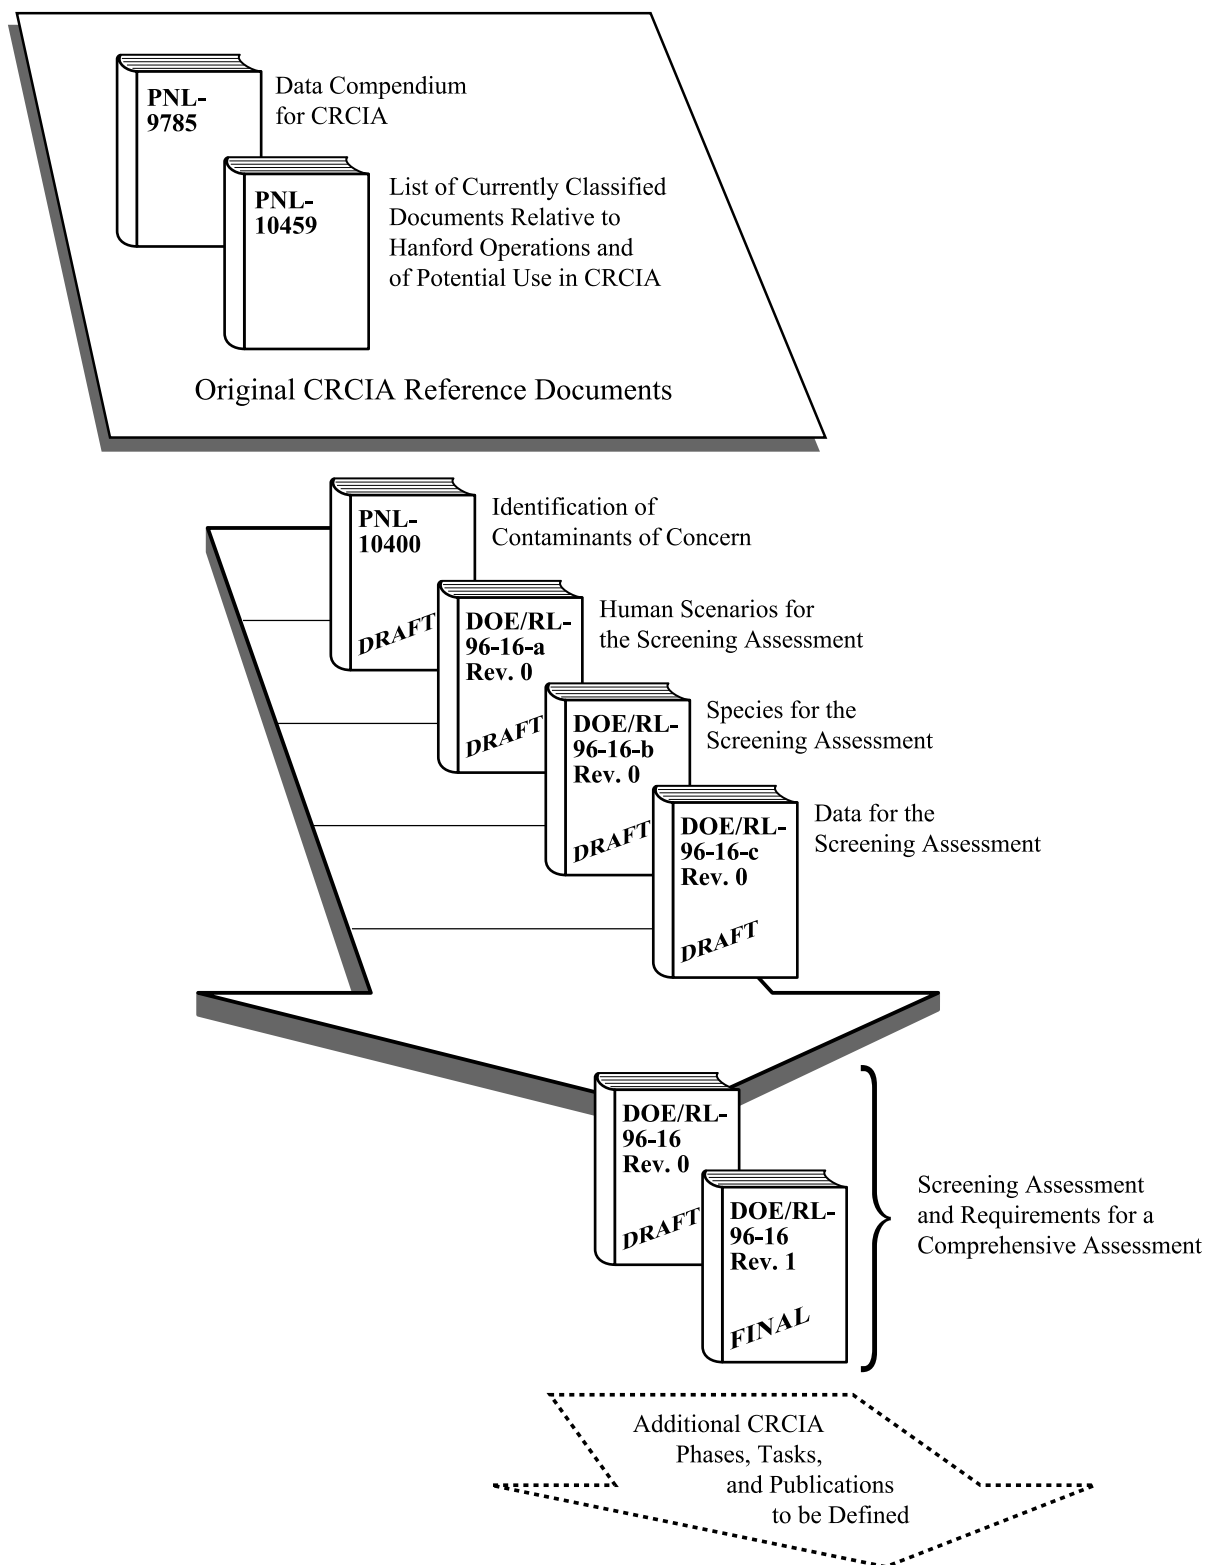 PNL-
9785
Data Compendium
for CRCIA
PNL-
10459
List of Currently Classified
Documents Relative to
Hanford Operations and
of Potential Use in CRCIA
Original CRCIA Reference Documents
PNL-
10400
DRAFT
Identification of
Contaminants of Concern
DOE/RL-
96-16-a
Rev. 0
DRAFT
Human Scenarios for
the Screening Assessment
DOE/RL-
96-16-b
Rev. 0
DRAFT
Species for the
Screening Assessment
DOE/RL-
96-16-c
Rev. 0
DRAFT
Data for the
Screening Assessment
DOE/RL-
96-16
Rev. 0
DRAFT
DOE/RL-
96-16
Rev. 1
FINAL
Screening Assessment
and Requirements for a
Comprehensive Assessment
Additional CRCIA
Phases, Tasks,
and Publications
to be Defined